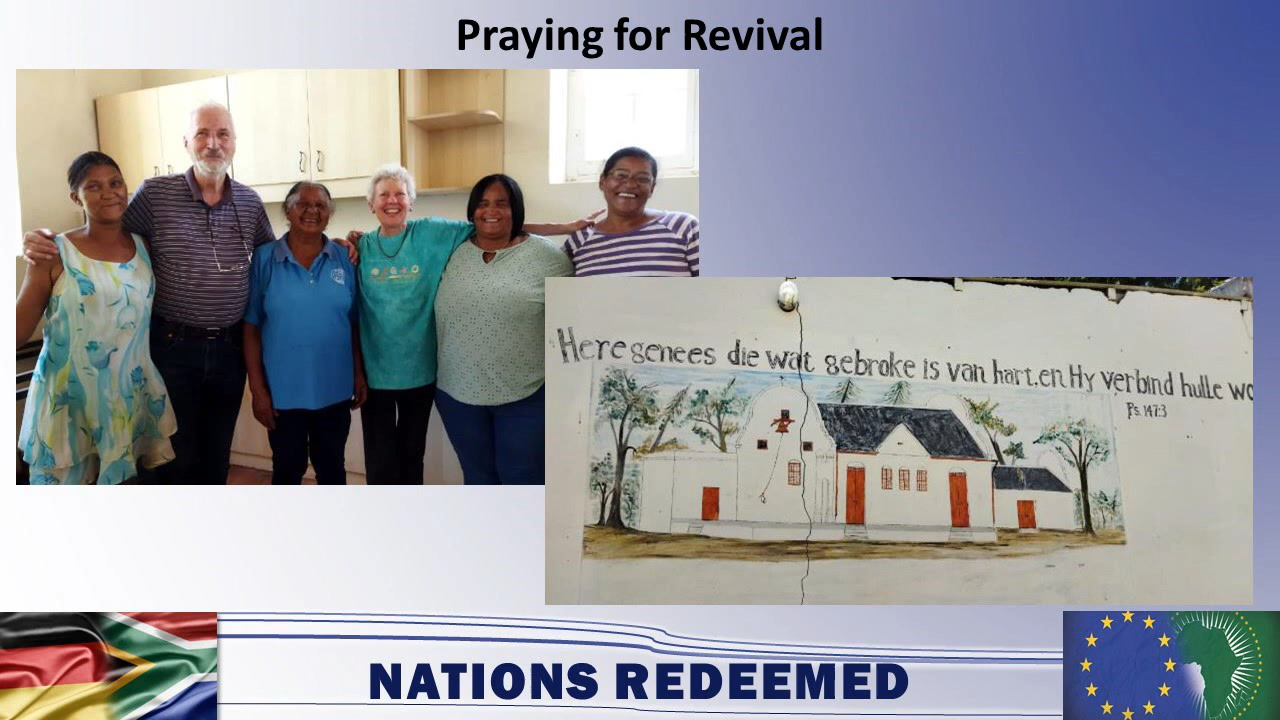 Praying for Revival
Here genees die wat gebroke is van hart.en Hy verbind hulle
Ps. 147:3
NATIONS REDEEMED